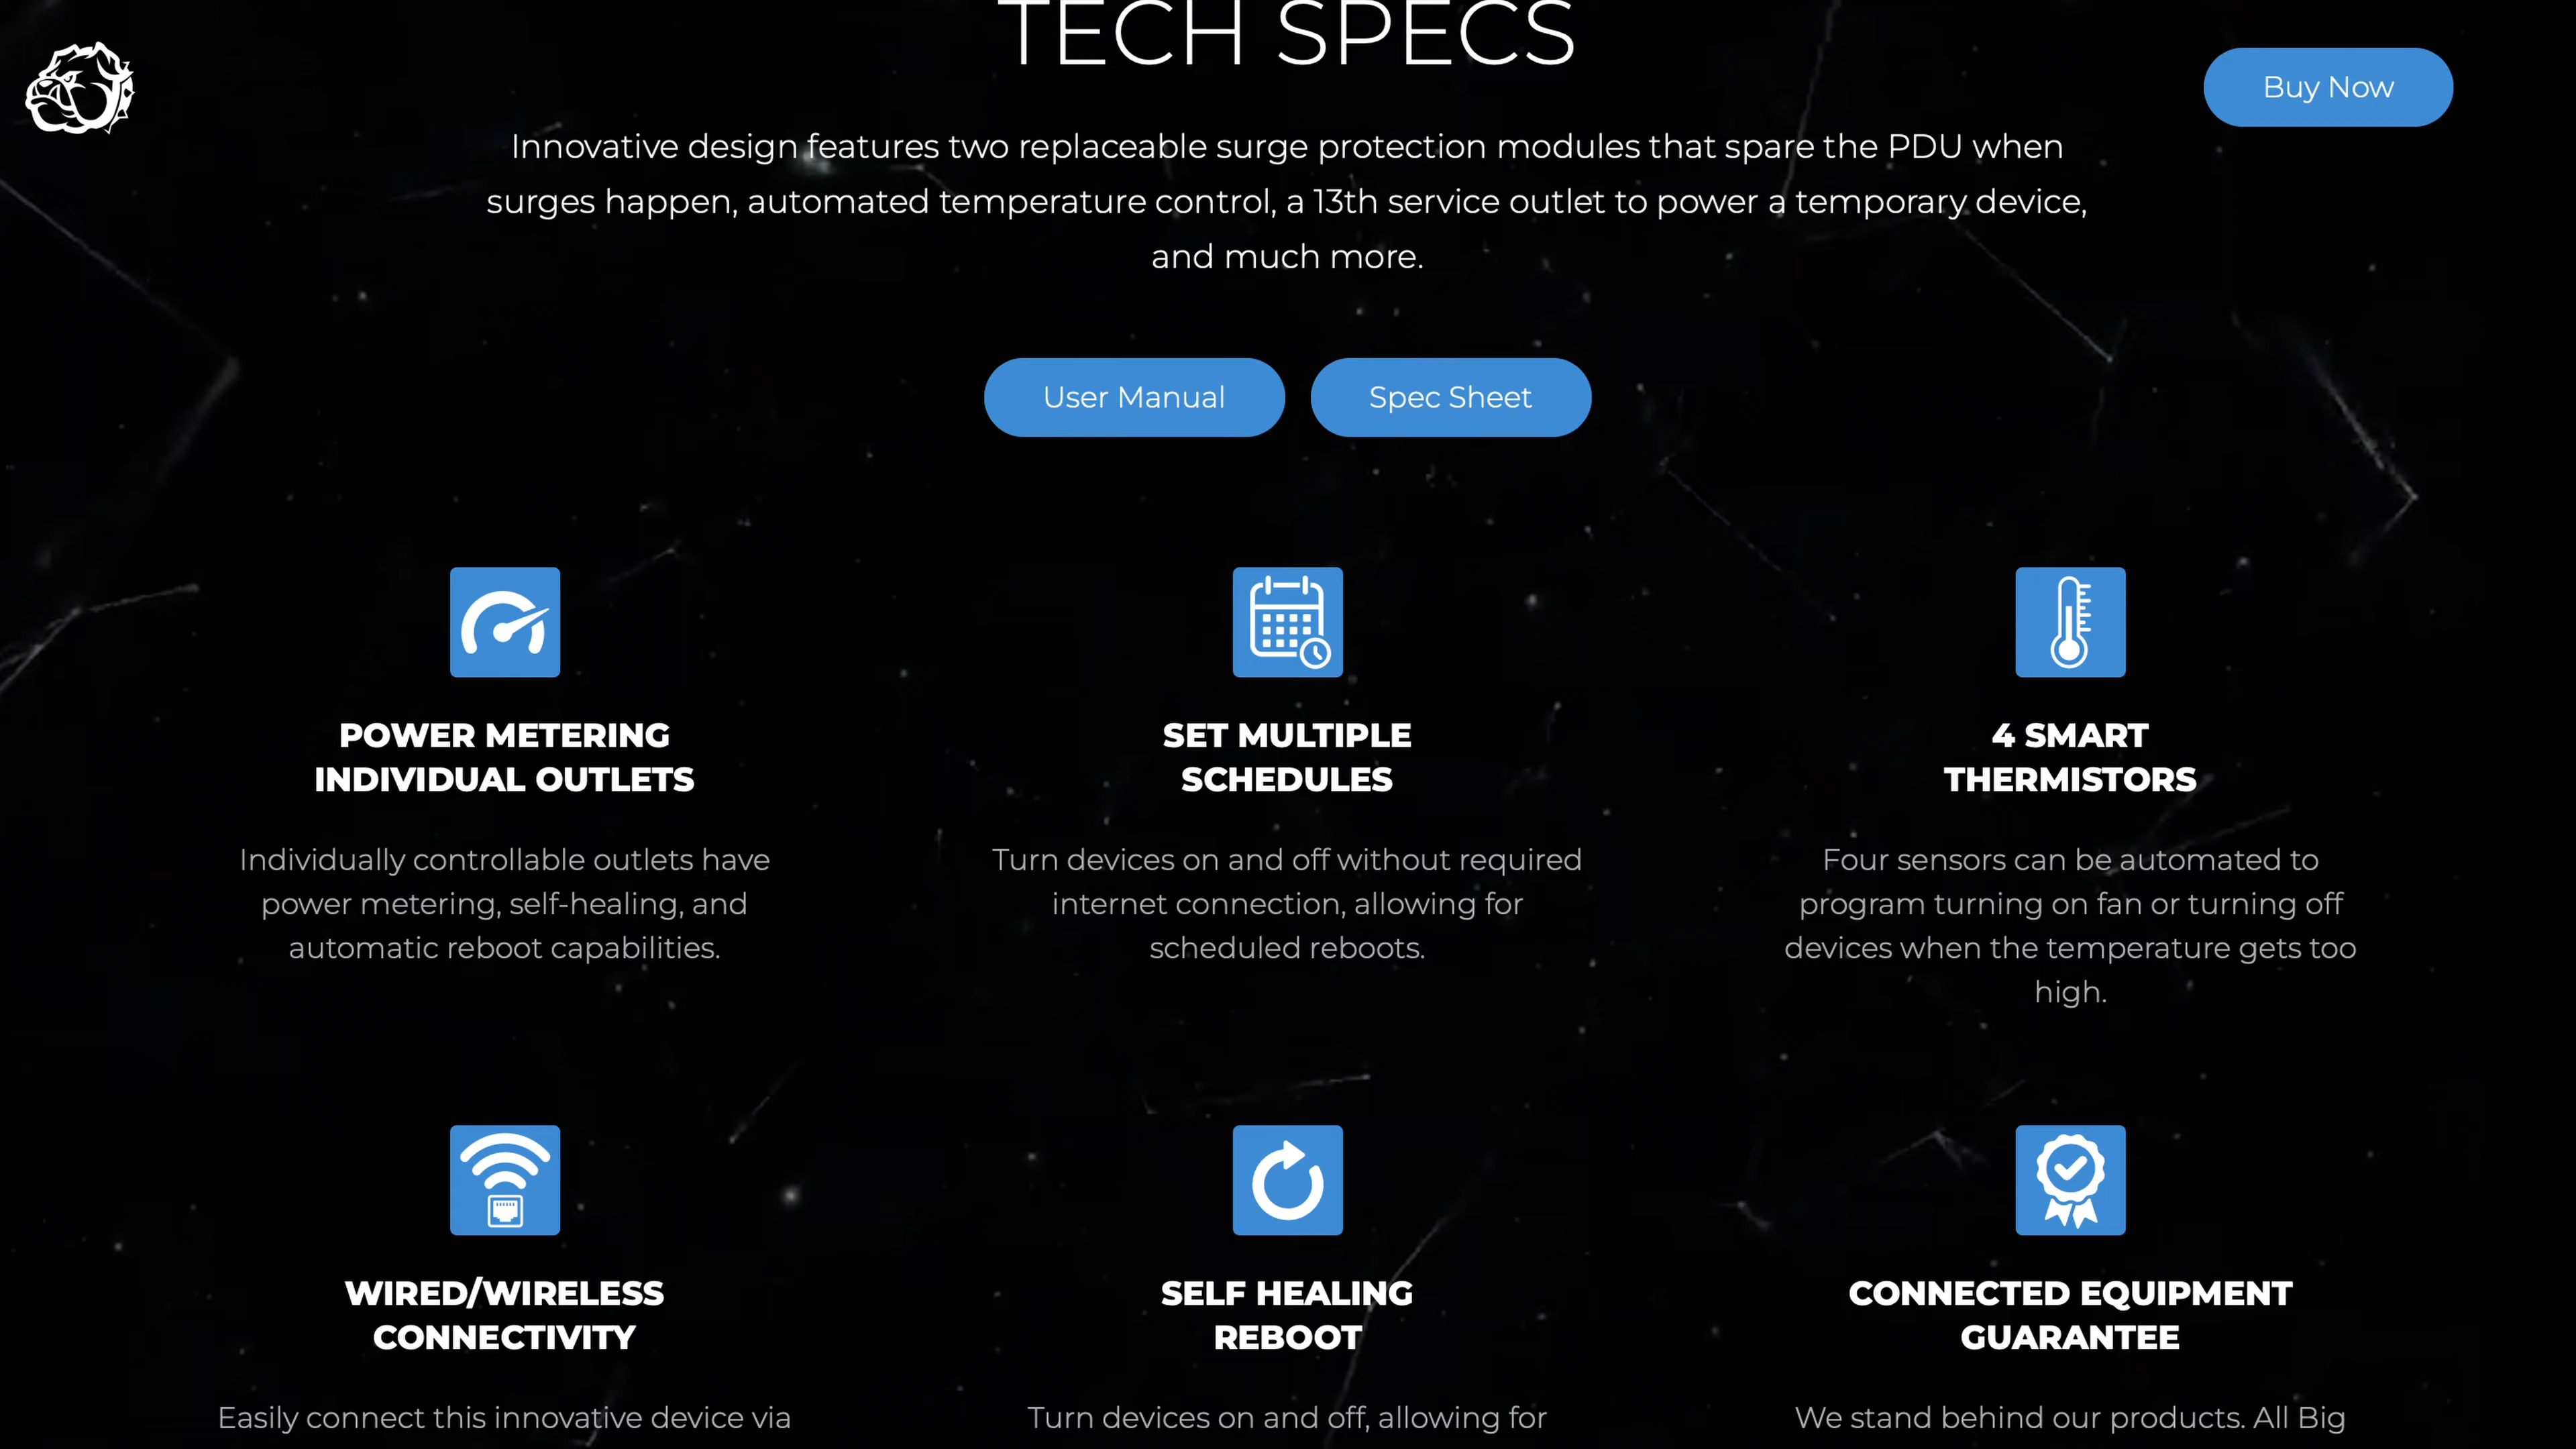 TECH SPECS
Buy Now
Innovative design features two replaceable surge protection modules that spare the PDU when
surges happen, automated temperature control, a 13th service outlet to power a temporary device,
and much more.
User Manual
Spec Sheet
POWER METERING
INDIVIDUAL OUTLETS
Individually controllable outlets have
power metering, self-healing, and
automatic reboot capabilities.
SET MULTIPLE
SCHEDULES
Turn devices on and off without required
internet connection, allowing for
scheduled reboots.
4 SMART
THERMISTORS
Four sensors can be automated to
program turning on fan or turning off
devices when the temperature gets too
high.
WIRED/WIRELESS
CONNECTIVITY
Easily connect this innovative device via
SELF HEALING
REBOOT
Turn devices on and off, allowing for
CONNECTED EQUIPMENT
GUARANTEE
We stand behind our products. All Big